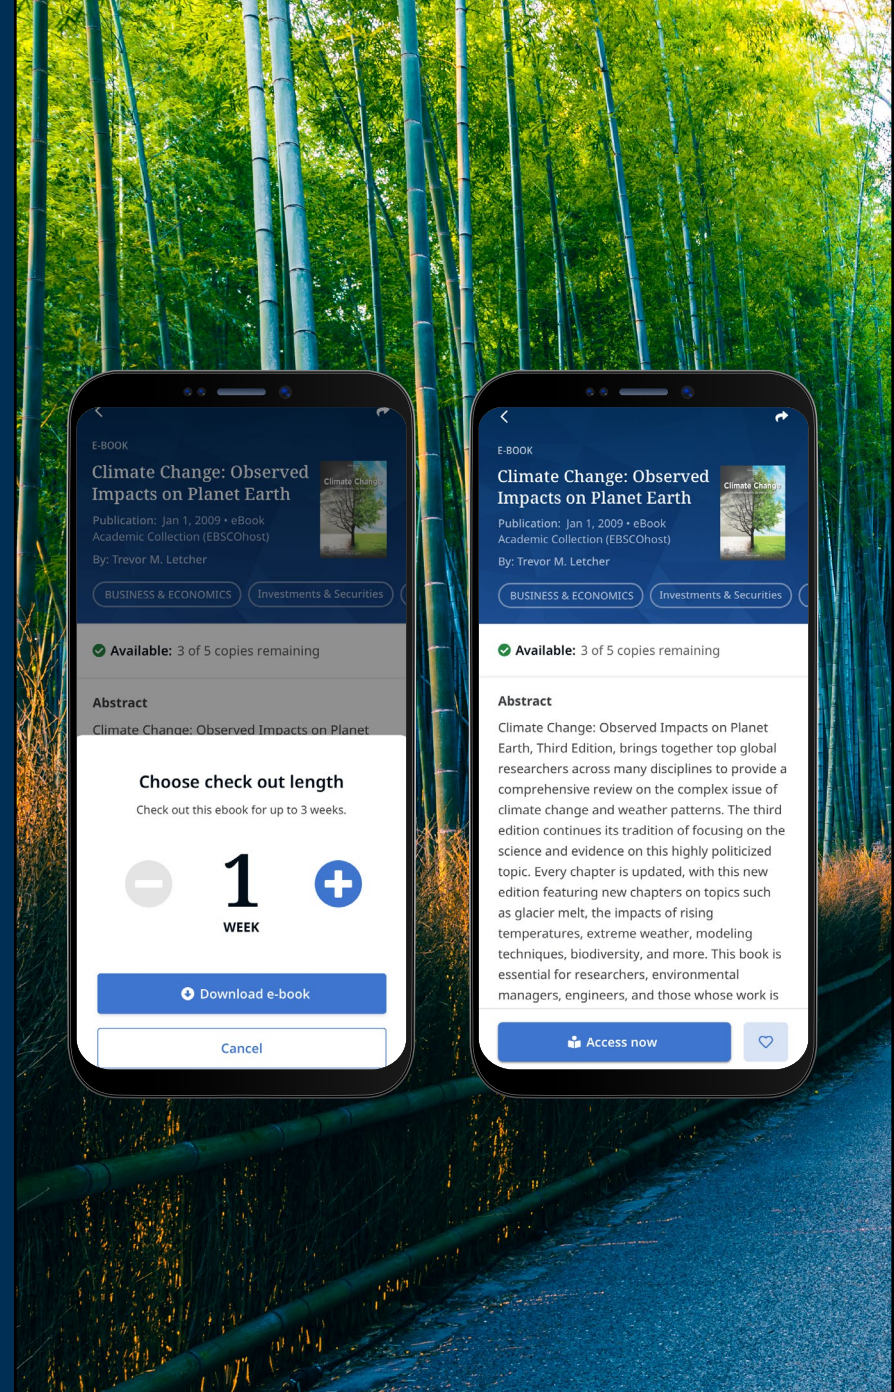 E-BOOK
Climate Change: Observed
Impacts on Planet Earth
Publication: Jan 1, 2009 • eBook
Academic Collection (EBSCOhost)
By: Trevor M. Letcher
Climate Change
BUSINESS & ECONOMICS
Investments & Securities
Available: 3 of 5 copies remaining
Abstract
Climate Change: Observed Impacts on Planet
Choose check out length
Check out this ebook for up to 3 weeks.
1
WEEK
Download e-book
Cancel
E-BOOK
Climate Change: Observed
Impacts on Planet Earth
Publication: Jan 1, 2009 • eBook
Academic Collection (EBSCOhost)
By: Trevor M. Letcher
Climate Change
BUSINESS & ECONOMICS
Investments & Securities
Available: 3 of 5 copies remaining
Abstract
Climate Change: Observed Impacts on Planet
Earth, Third Edition, brings together top global
researchers across many disciplines to provide a
comprehensive review on the complex issue of
climate change and weather patterns. The third
edition continues its tradition of focusing on the
science and evidence on this highly politicized
topic. Every chapter is updated, with this new
edition featuring new chapters on topics such
as glacier melt, the impacts of rising
temperatures, extreme weather, modeling
techniques, biodiversity, and more. This book is
essential for researchers, environmental
managers, engineers, and those whose work is
Access now